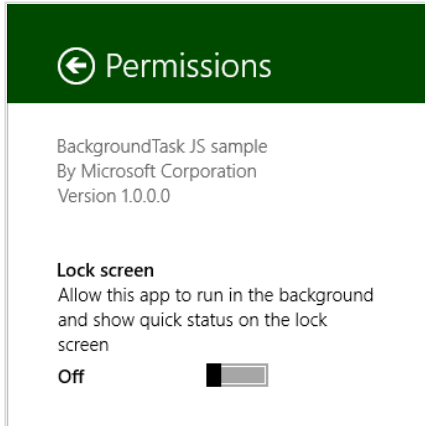 Permissions
BackgroundTask JS sample
By Microsoft Corporation
Version 1.0.0.0
Lock screen
Allow this app to run in the background
and show quick status on the lock
screen
Off